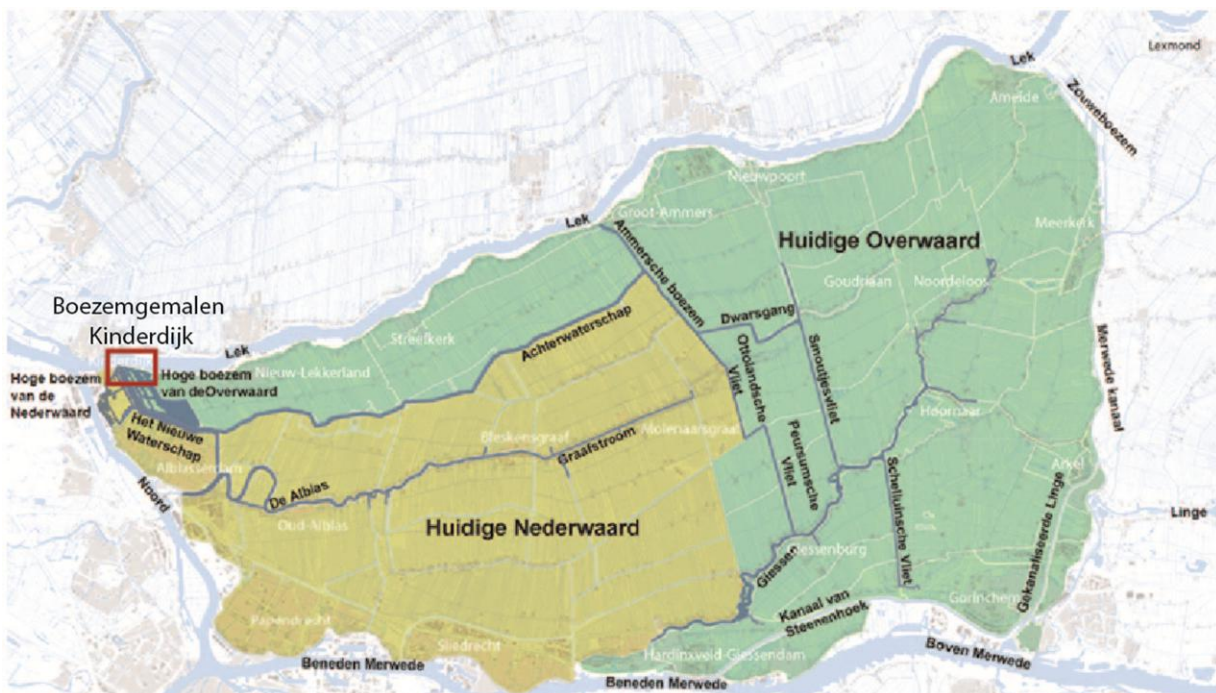 Lexmond
Lek
Ameide
Zouweboezem
Nieuwpoort
Groot-Ammers
Lek
Meerkerk
Huidige Overwaard
Ammersche boezem
Goudriaan
Noordeloos
Boezemgemalen
Kinderdijk
Dwarsgang
Achterwaterschap
Streefkerk
Lek
Ottolandsche
Vliet
Smoutjesvliet
Merwede kanaal
Hoge boezem
van de
Nederwaard
Hoge boezem
van deOverwaard
Nieuw-Lekkerland
Het Nieuwe
Waterschap
Bleskensgraaf
Molenaarsgraaf
Graafstroom
Peursumsche
Vliet
Hoornaar
Alblasserdam
Noord
De Alblas
Schelluinsche Vliet
Arkel
Oud-Alblas
Huidige Nederwaard
Linge
Giessen
Giessenburg
Gekanaliseerde Linge
Gorinchem
Kanaal van
Steenenhoek
Papendrecht
Sliedrecht
Boven Merwede
Hardinxveld-Giessendam
Beneden Merwede
Beneden Merwede